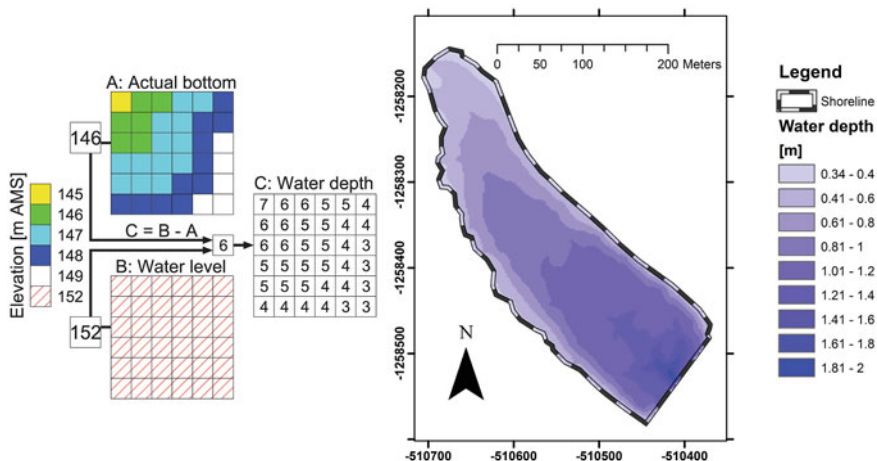 A: Actual bottom
146
Elevation [m AMS]
145
146
147
148
149
152
C = B - A
6
B: Water level
152
C: Water depth
7 6 6 5 5 4
6 6 5 5 4 4
6 6 5 5 4 3
5 5 5 5 4 3
5 5 5 4 4 3
4 4 4 4 3 3
0 50 100 200 Meters
-1258200
-1258300
-1258400
-1258500
N
-510700 -510600 -510500 -510400
Legend
Shoreline
Water depth
[m]
0.34 - 0.4
0.41 - 0.6
0.61 - 0.8
0.81 - 1
1.01 - 1.2
1.21 - 1.4
1.41 - 1.6
1.61 - 1.8
1.81 - 2